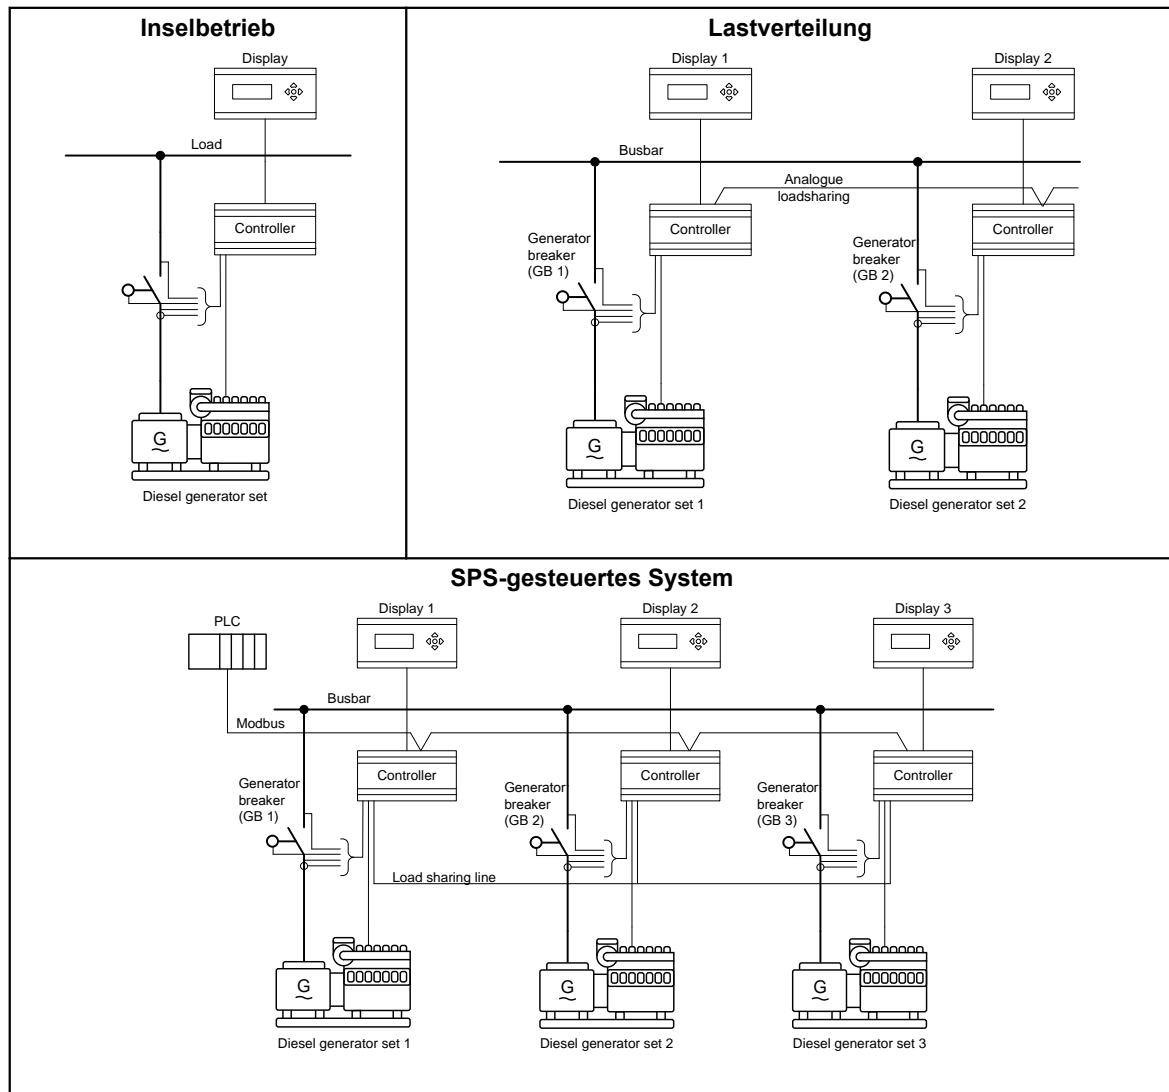 Inselbetrieb
Display
Load
Controller
G
Diesel generator set
Lastverteilung
Display 1
Display 2
Busbar
Analogue
loadsharing
Controller
Controller
Generator
breaker
(GB 1)
Generator
breaker
(GB 2)
G
G
Diesel generator set 1
Diesel generator set 2
SPS-gesteuertes System
PLC
Display 1
Display 2
Display 3
Busbar
Modbus
Controller
Controller
Controller
Generator
breaker
(GB 1)
Generator
breaker
(GB 2)
Generator
breaker
(GB 3)
Load sharing line
G
G
G
Diesel generator set 1
Diesel generator set 2
Diesel generator set 3